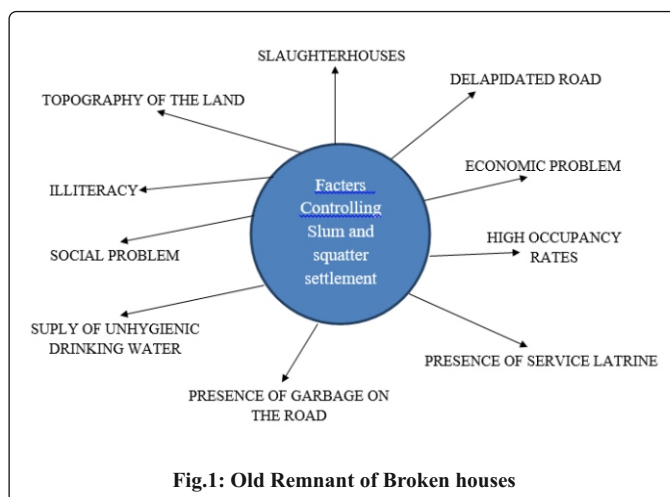 SLAUGHTERHOUSES
DELAPIDATED ROAD
TOPOGRAPHY OF THE LAND
ECONOMIC PROBLEM
ILLITERACY
Facters
Controlling
Slum and
squatter
settlement
HIGH OCCUPANCY
RATES
SOCIAL PROBLEM
SUPLY OF UNHYGIENIC
DRINKING WATER
PRESENCE OF SERVICE LATRINE
PRESENCE OF GARBAGE ON
THE ROAD
Fig.1: Old Remnant of Broken houses